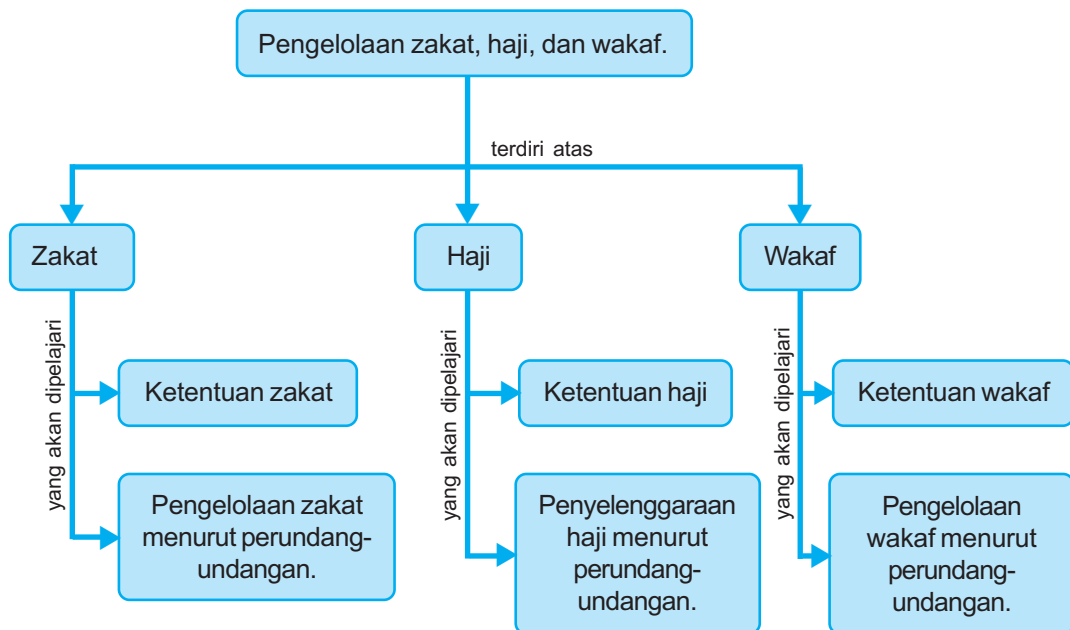 Pengelolaan zakat, haji, dan wakaf.
terdiri atas
Zakat
Haji
Wakaf
yang akan dipelajari
Ketentuan zakat
Pengelolaan zakat
menurut perundang-
undangan.
yang akan dipelajari
Ketentuan haji
Penyelenggaraan
haji menurut
perundang-
undangan.
yang akan dipelajari
Ketentuan wakaf
Pengelolaan
wakaf menurut
perundang-
undangan.